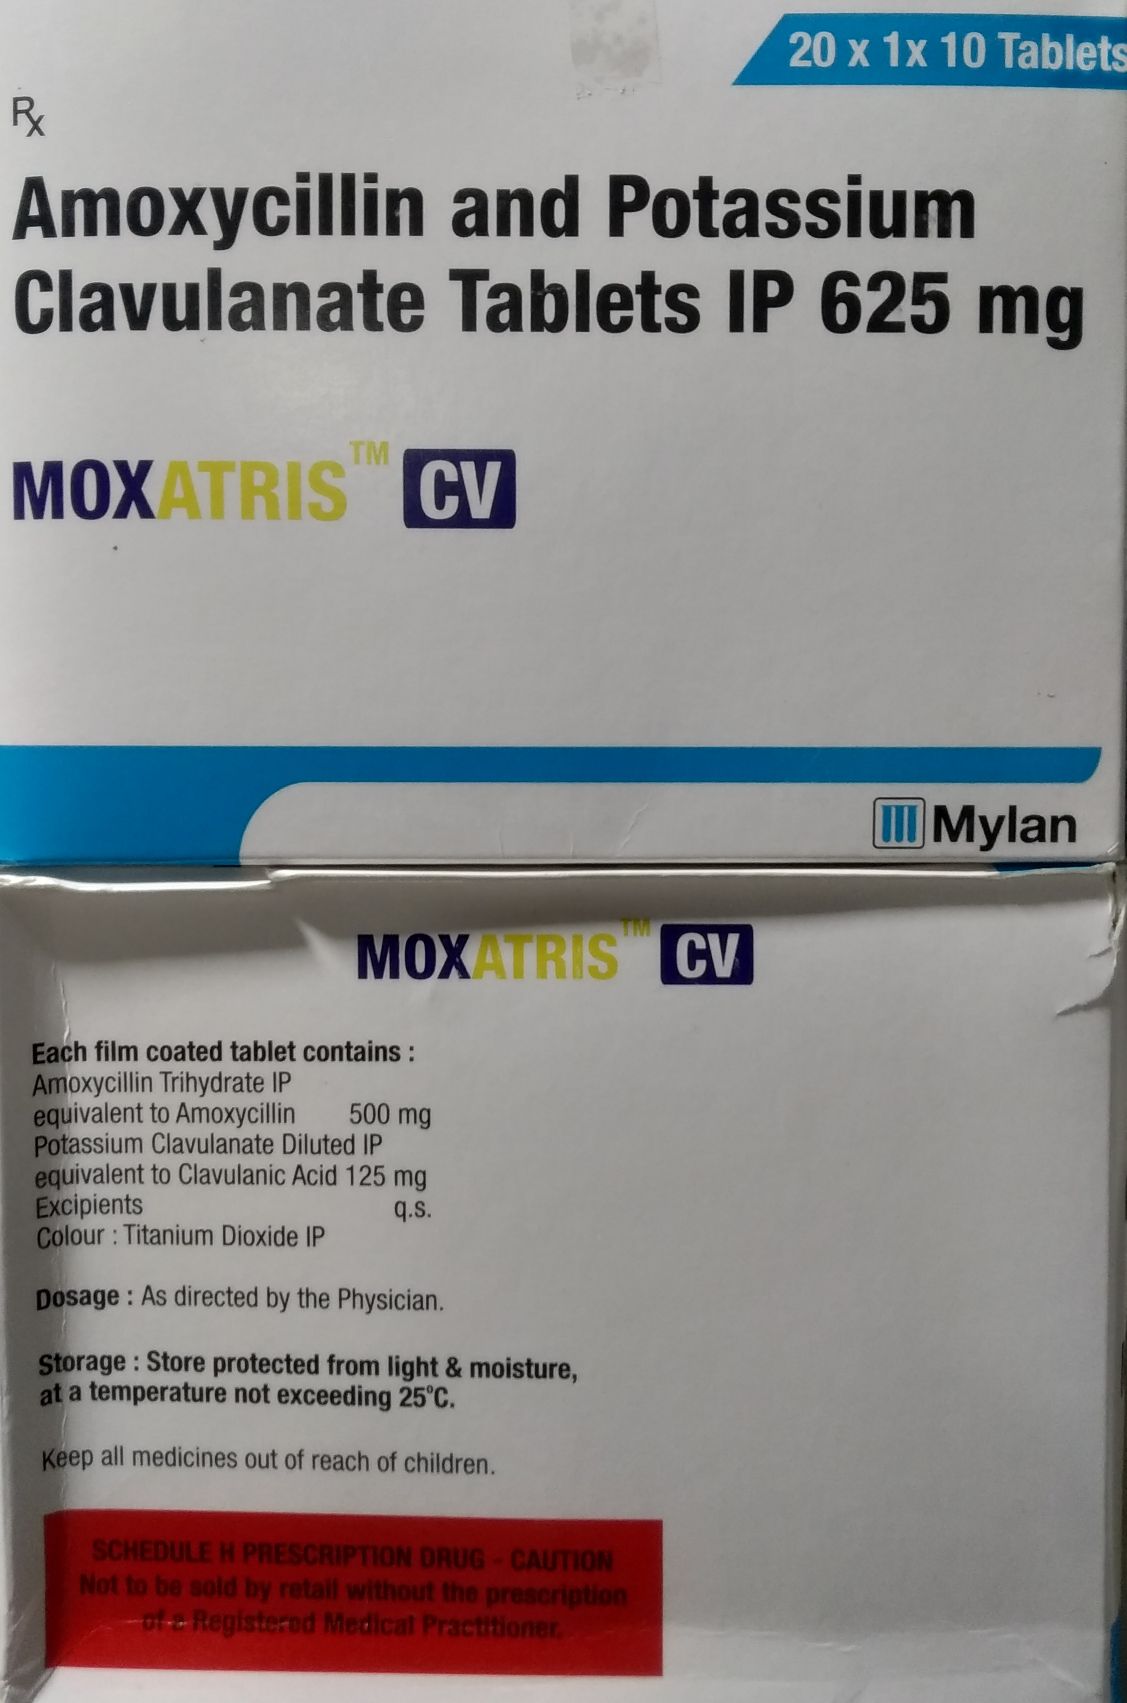 20 x 1x 10 Tablets
Rx
Amoxycillin and Potassium
Clavulanate Tablets IP 625 mg
MOXATRIS™ CV
Mylan
MOXATRIS™ CV
Each film coated tablet contains :
Amoxycillin Trihydrate IP
equivalent to Amoxycillin 500 mg
Potassium Clavulanate Diluted IP
equivalent to Clavulanic Acid 125 mg
Excipients q.s.
Colour : Titanium Dioxide IP
Dosage : As directed by the Physician.
Storage : Store protected from light & moisture,
at a temperature not exceeding 25°C.
Keep all medicines out of reach of children.
SCHEDULE H PRESCRIPTION DRUG - CAUTION
Not to be sold by retail without the prescription
of a Registered Medical Practitioner.